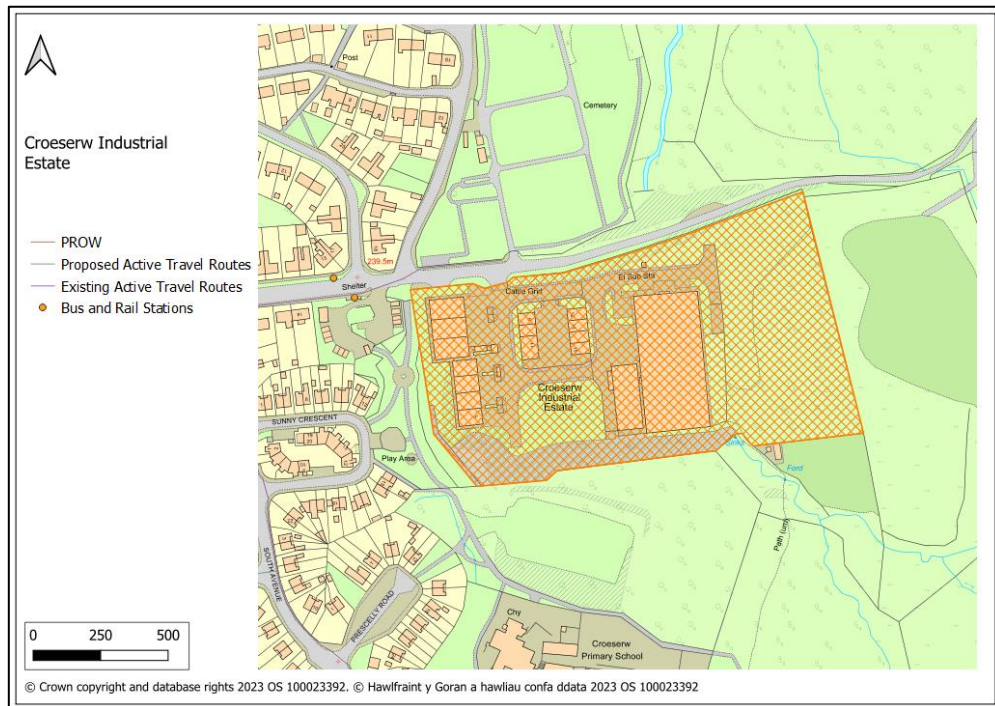 Croeserw Industrial
Estate
PROW
Proposed Active Travel Routes
Existing Active Travel Routes
Bus and Rail Stations
0 250 500
Post
Cemetery
239.5m
Shelter
Cattle Grid
El Sub Sta
Croeserw
Industrial
Estate
SUNNY CRESCENT
Play Area
Sinks
Ford
Path (um)
SOUTH AVENUE
PRESCELLY ROAD
Chy
Croeserw
Primary School
© Crown copyright and database rights 2023 OS 100023392. © Hawlfraint y Goran a hawliau confa ddata 2023 OS 100023392